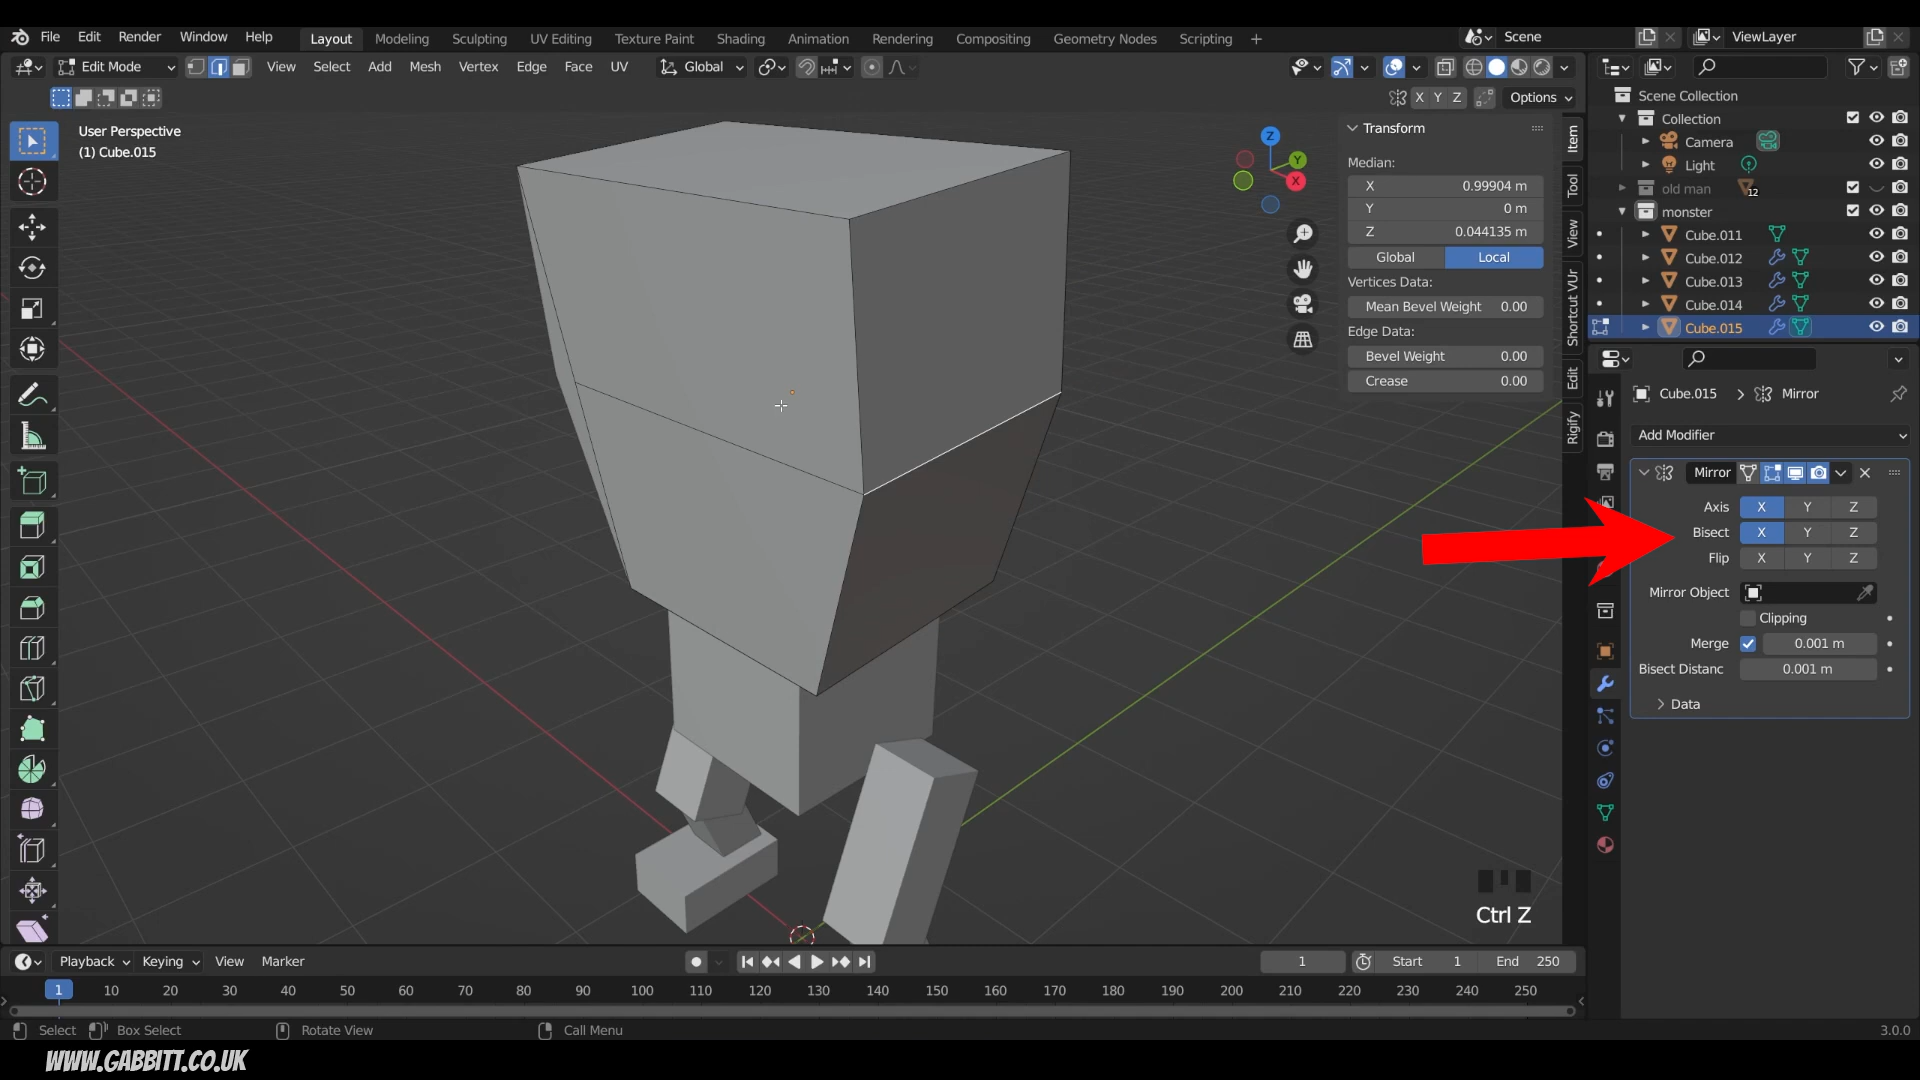 File Edit Render Window Help Layout Modeling Sculpting UV Editing Texture Paint Shading Animation Rendering Compositing Geometry Nodes Scripting + Scene ViewLayer
Edit Mode View Select Add Mesh Vertex Edge Face UV Global
X Y Z Options
User Perspective
(1) Cube.015
Z
Y
X
Transform
Median:
X 0.99904 m
Y 0 m
Z 0.044135 m
Global Local
Vertices Data:
Mean Bevel Weight 0.00
Edge Data:
Bevel Weight 0.00
Crease 0.00
Item
Tool
View
Shortcut VUr
Edit
Rigify
Scene Collection
Collection
Camera
Light
old man 12
monster
Cube.011
Cube.012
Cube.013
Cube.014
Cube.015
Cube.015 > Mirror
Add Modifier
Mirror
Axis X Y Z
Bisect X Y Z
Flip X Y Z
Mirror Object
Clipping
Merge 0.001 m
Bisect Distanc 0.001 m
Data
Ctrl Z
Playback Keying View Marker 1 Start 1 End 250
1 10 20 30 40 50 60 70 80 90 100 110 120 130 140 150 160 170 180 190 200 210 220 230 240 250
Select Box Select Rotate View Call Menu 3.0.0
WWW.GABBITT.CO.UK